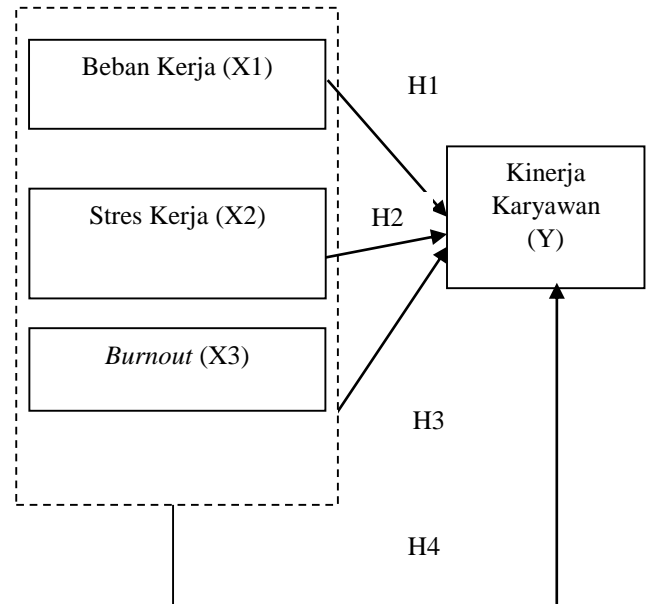 Beban Kerja (X1)
H1
Kinerja
Karyawan
(Y)
Stres Kerja (X2)
H2
Burnout (X3)
H3
H4